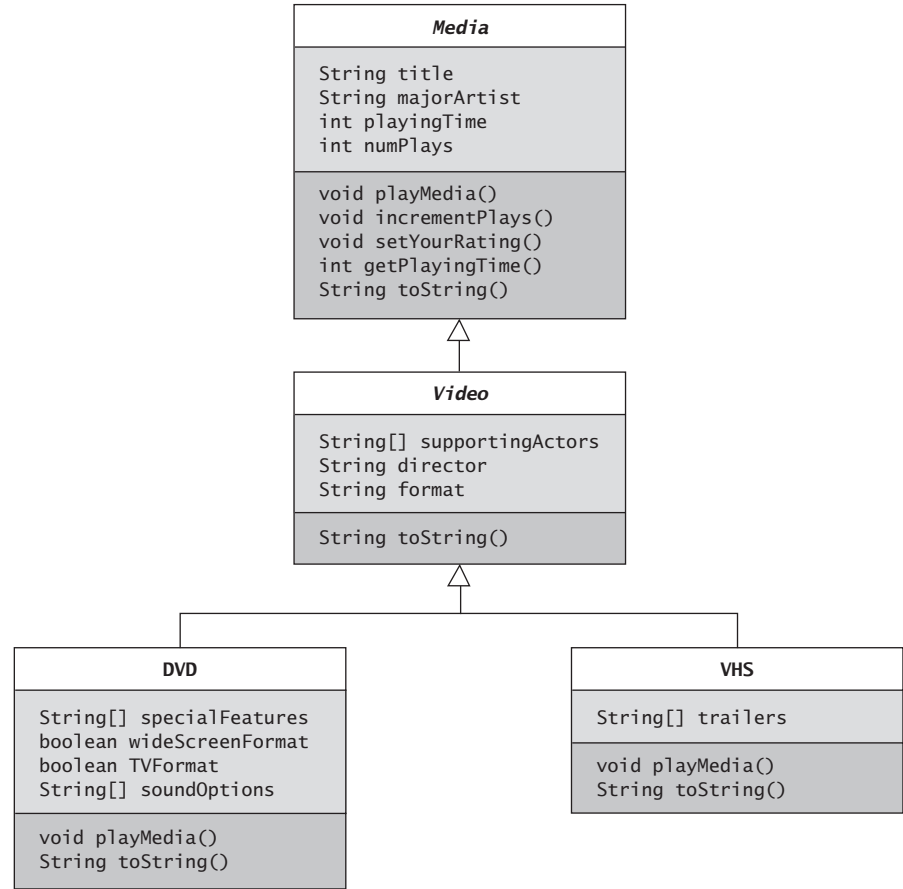 Media
String title
String majorArtist
int playingTime
int numPlays
void playMedia()
void incrementPlays()
void setYourRating()
int getPlayingTime()
String toString()
Video
String[] supportingActors
String director
String format
String toString()
DVD
String[] specialFeatures
boolean wideScreenFormat
boolean TVFormat
String[] soundOptions
void playMedia()
String toString()
VHS
String[] trailers
void playMedia()
String toString()